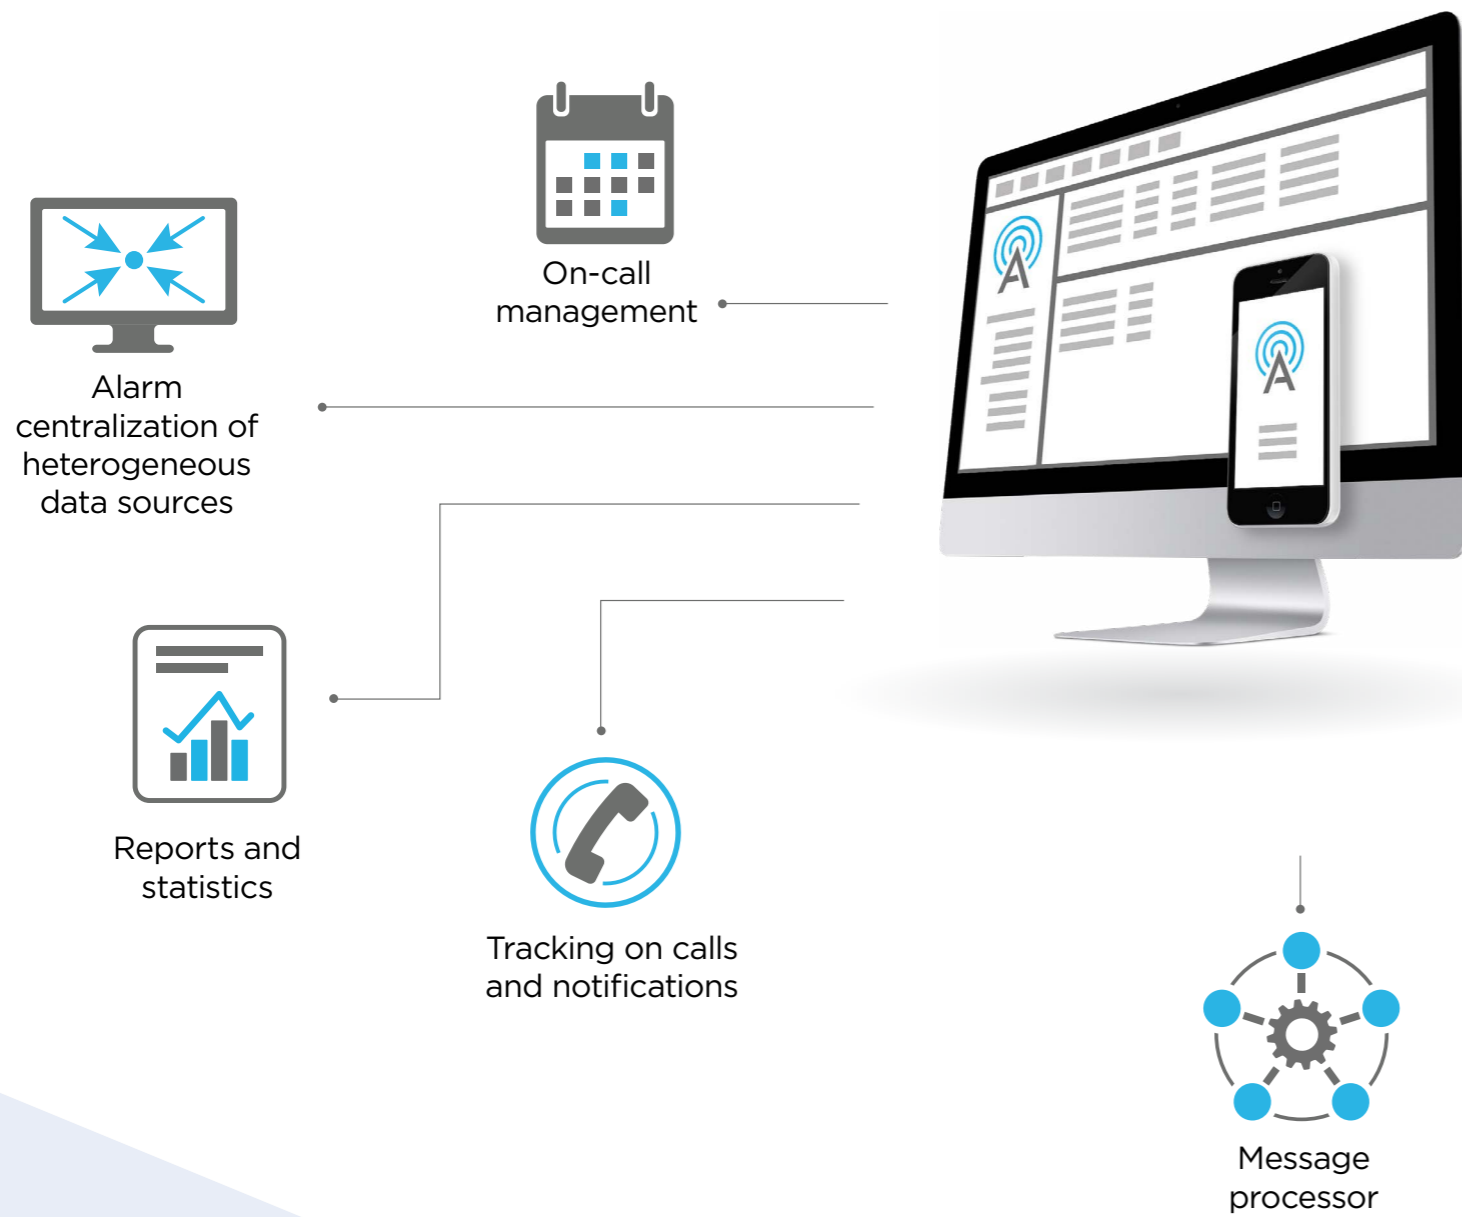 On-call
management
Alarm
centralization of
heterogeneous
data sources
Reports and
statistics
Tracking on calls
and notifications
Message
processor